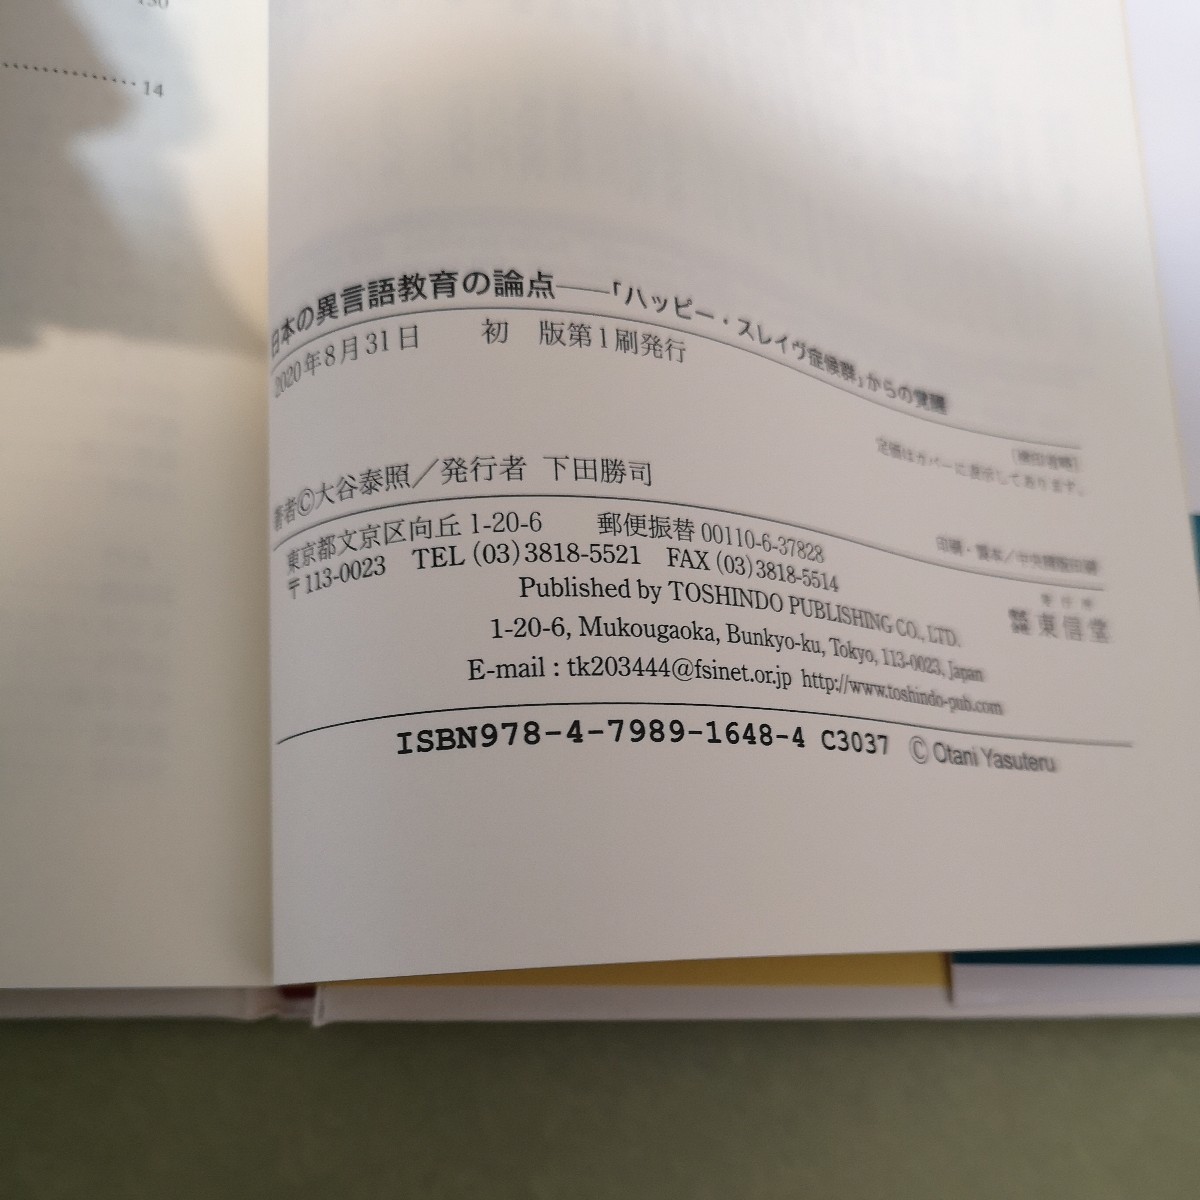 130
14
日本の異言語教育の論点――「ハッピー・スレイヴ症候群」からの覚醒
2020年8月31日 初 版第1刷発行
〔検印省略〕
定価はカバーに表示してあります。
著者©大谷泰照／発行者 下田勝司
印刷・製本／中央精版印刷
東京都文京区向丘 1-20-6 郵便振替 00110-6-37828
〒113-0023 TEL (03) 3818-5521 FAX (03) 3818-5514
発 行 所
株式会社 東信堂
Published by TOSHINDO PUBLISHING CO., LTD.
1-20-6, Mukougaoka, Bunkyo-ku, Tokyo, 113-0023, Japan
E-mail : tk203444@fsinet.or.jp http://www.toshindo-pub.com
ISBN978-4-7989-1648-4 C3037 © Otani Yasuteru